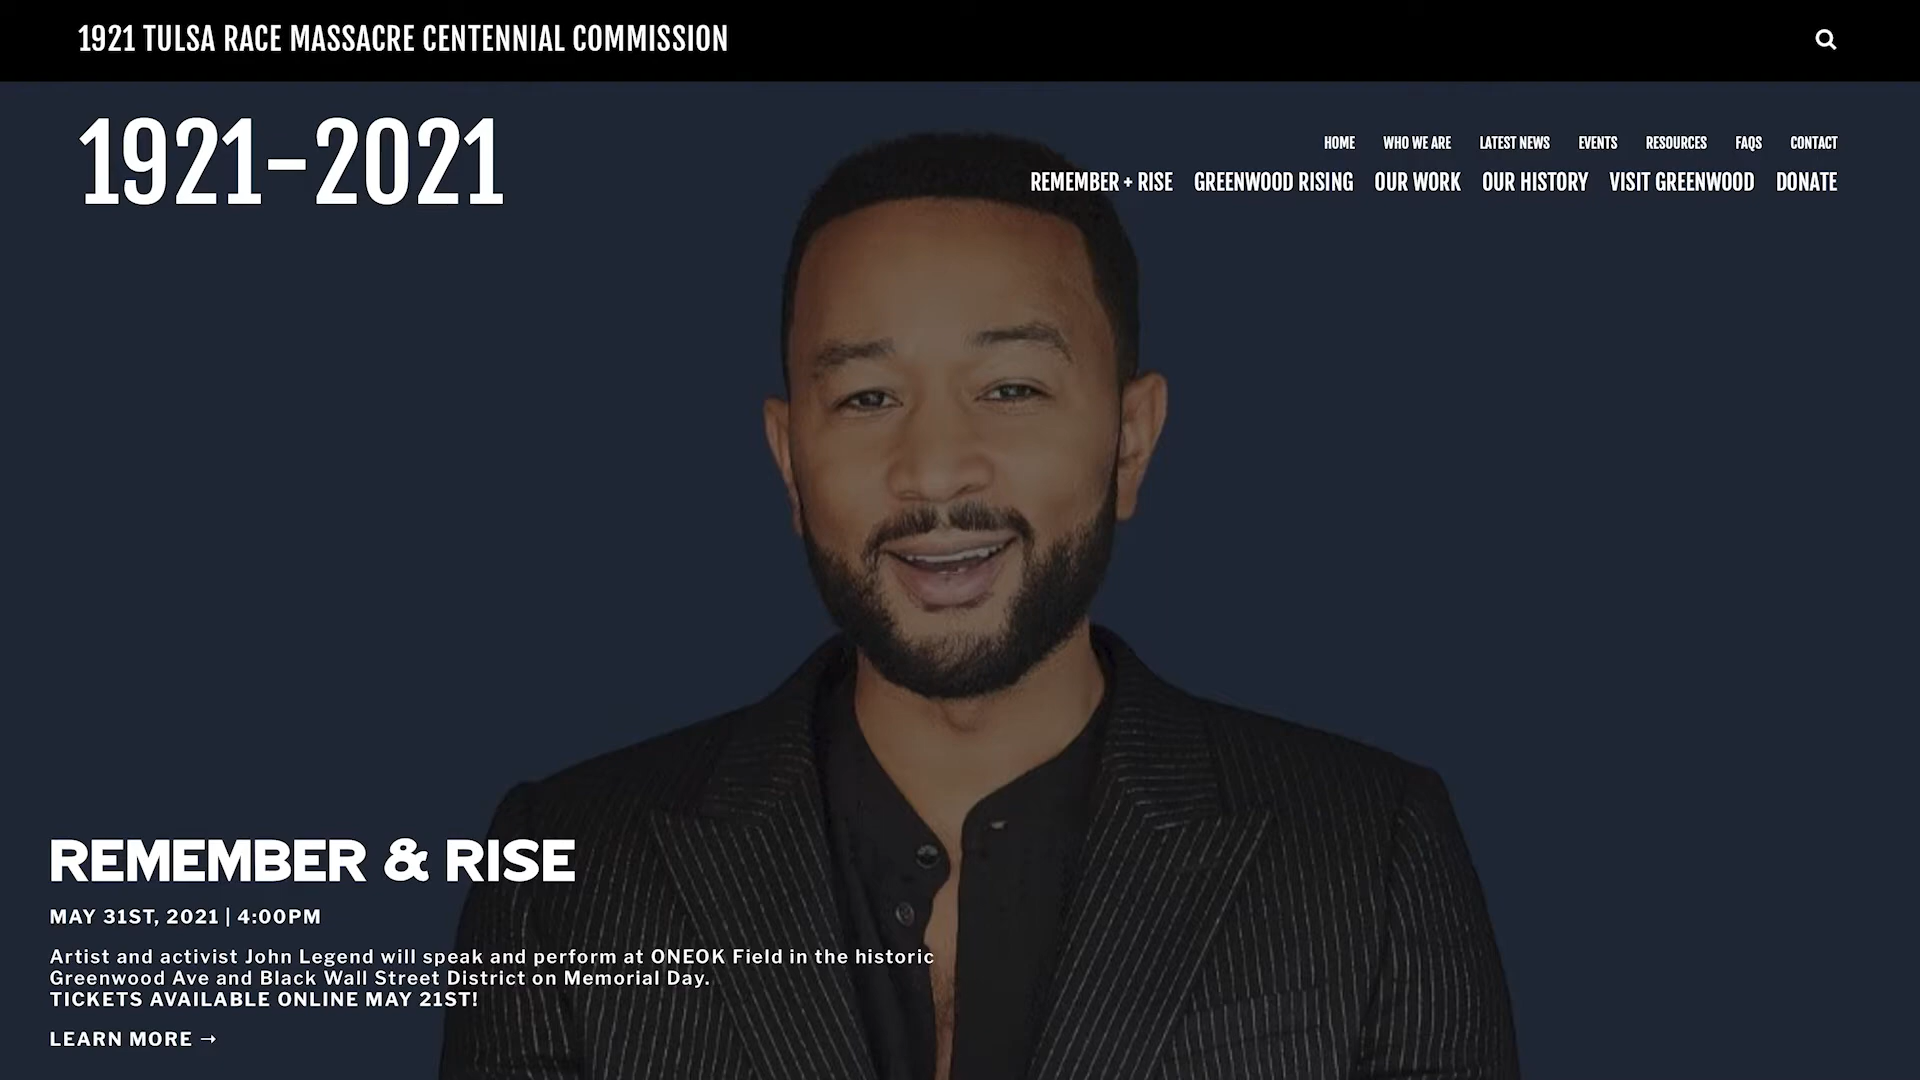 1921 TULSA RACE MASSACRE CENTENNIAL COMMISSION
1921-2021
HOME WHO WE ARE LATEST NEWS EVENTS RESOURCES FAQS CONTACT
REMEMBER + RISE GREENWOOD RISING OUR WORK OUR HISTORY VISIT GREENWOOD DONATE
REMEMBER & RISE
MAY 31ST, 2021 | 4:00PM
Artist and activist John Legend will speak and perform at ONEOK Field in the historic
Greenwood Ave and Black Wall Street District on Memorial Day.
TICKETS AVAILABLE ONLINE MAY 21ST!
LEARN MORE →